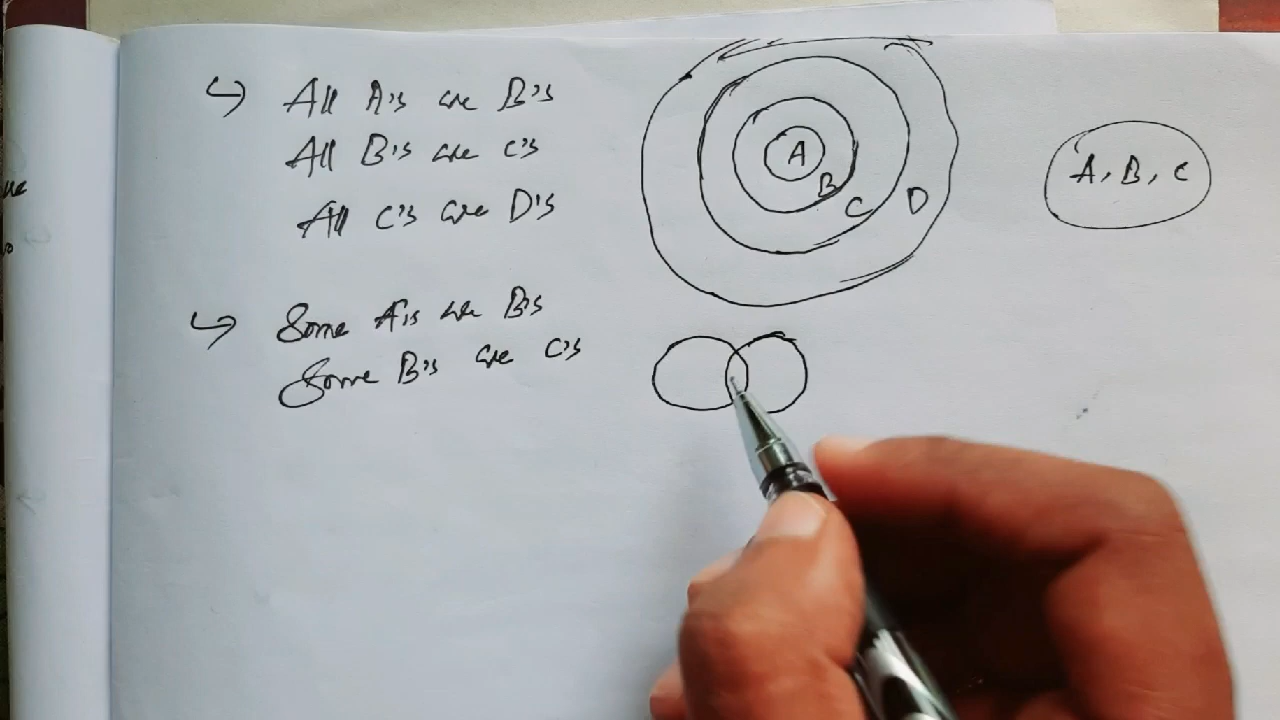 ↪ All A's are B's
All B's are C's
All C's are D's
A
B
C
D
A, B, C
↪ Some A's are B's
Some B's are C's